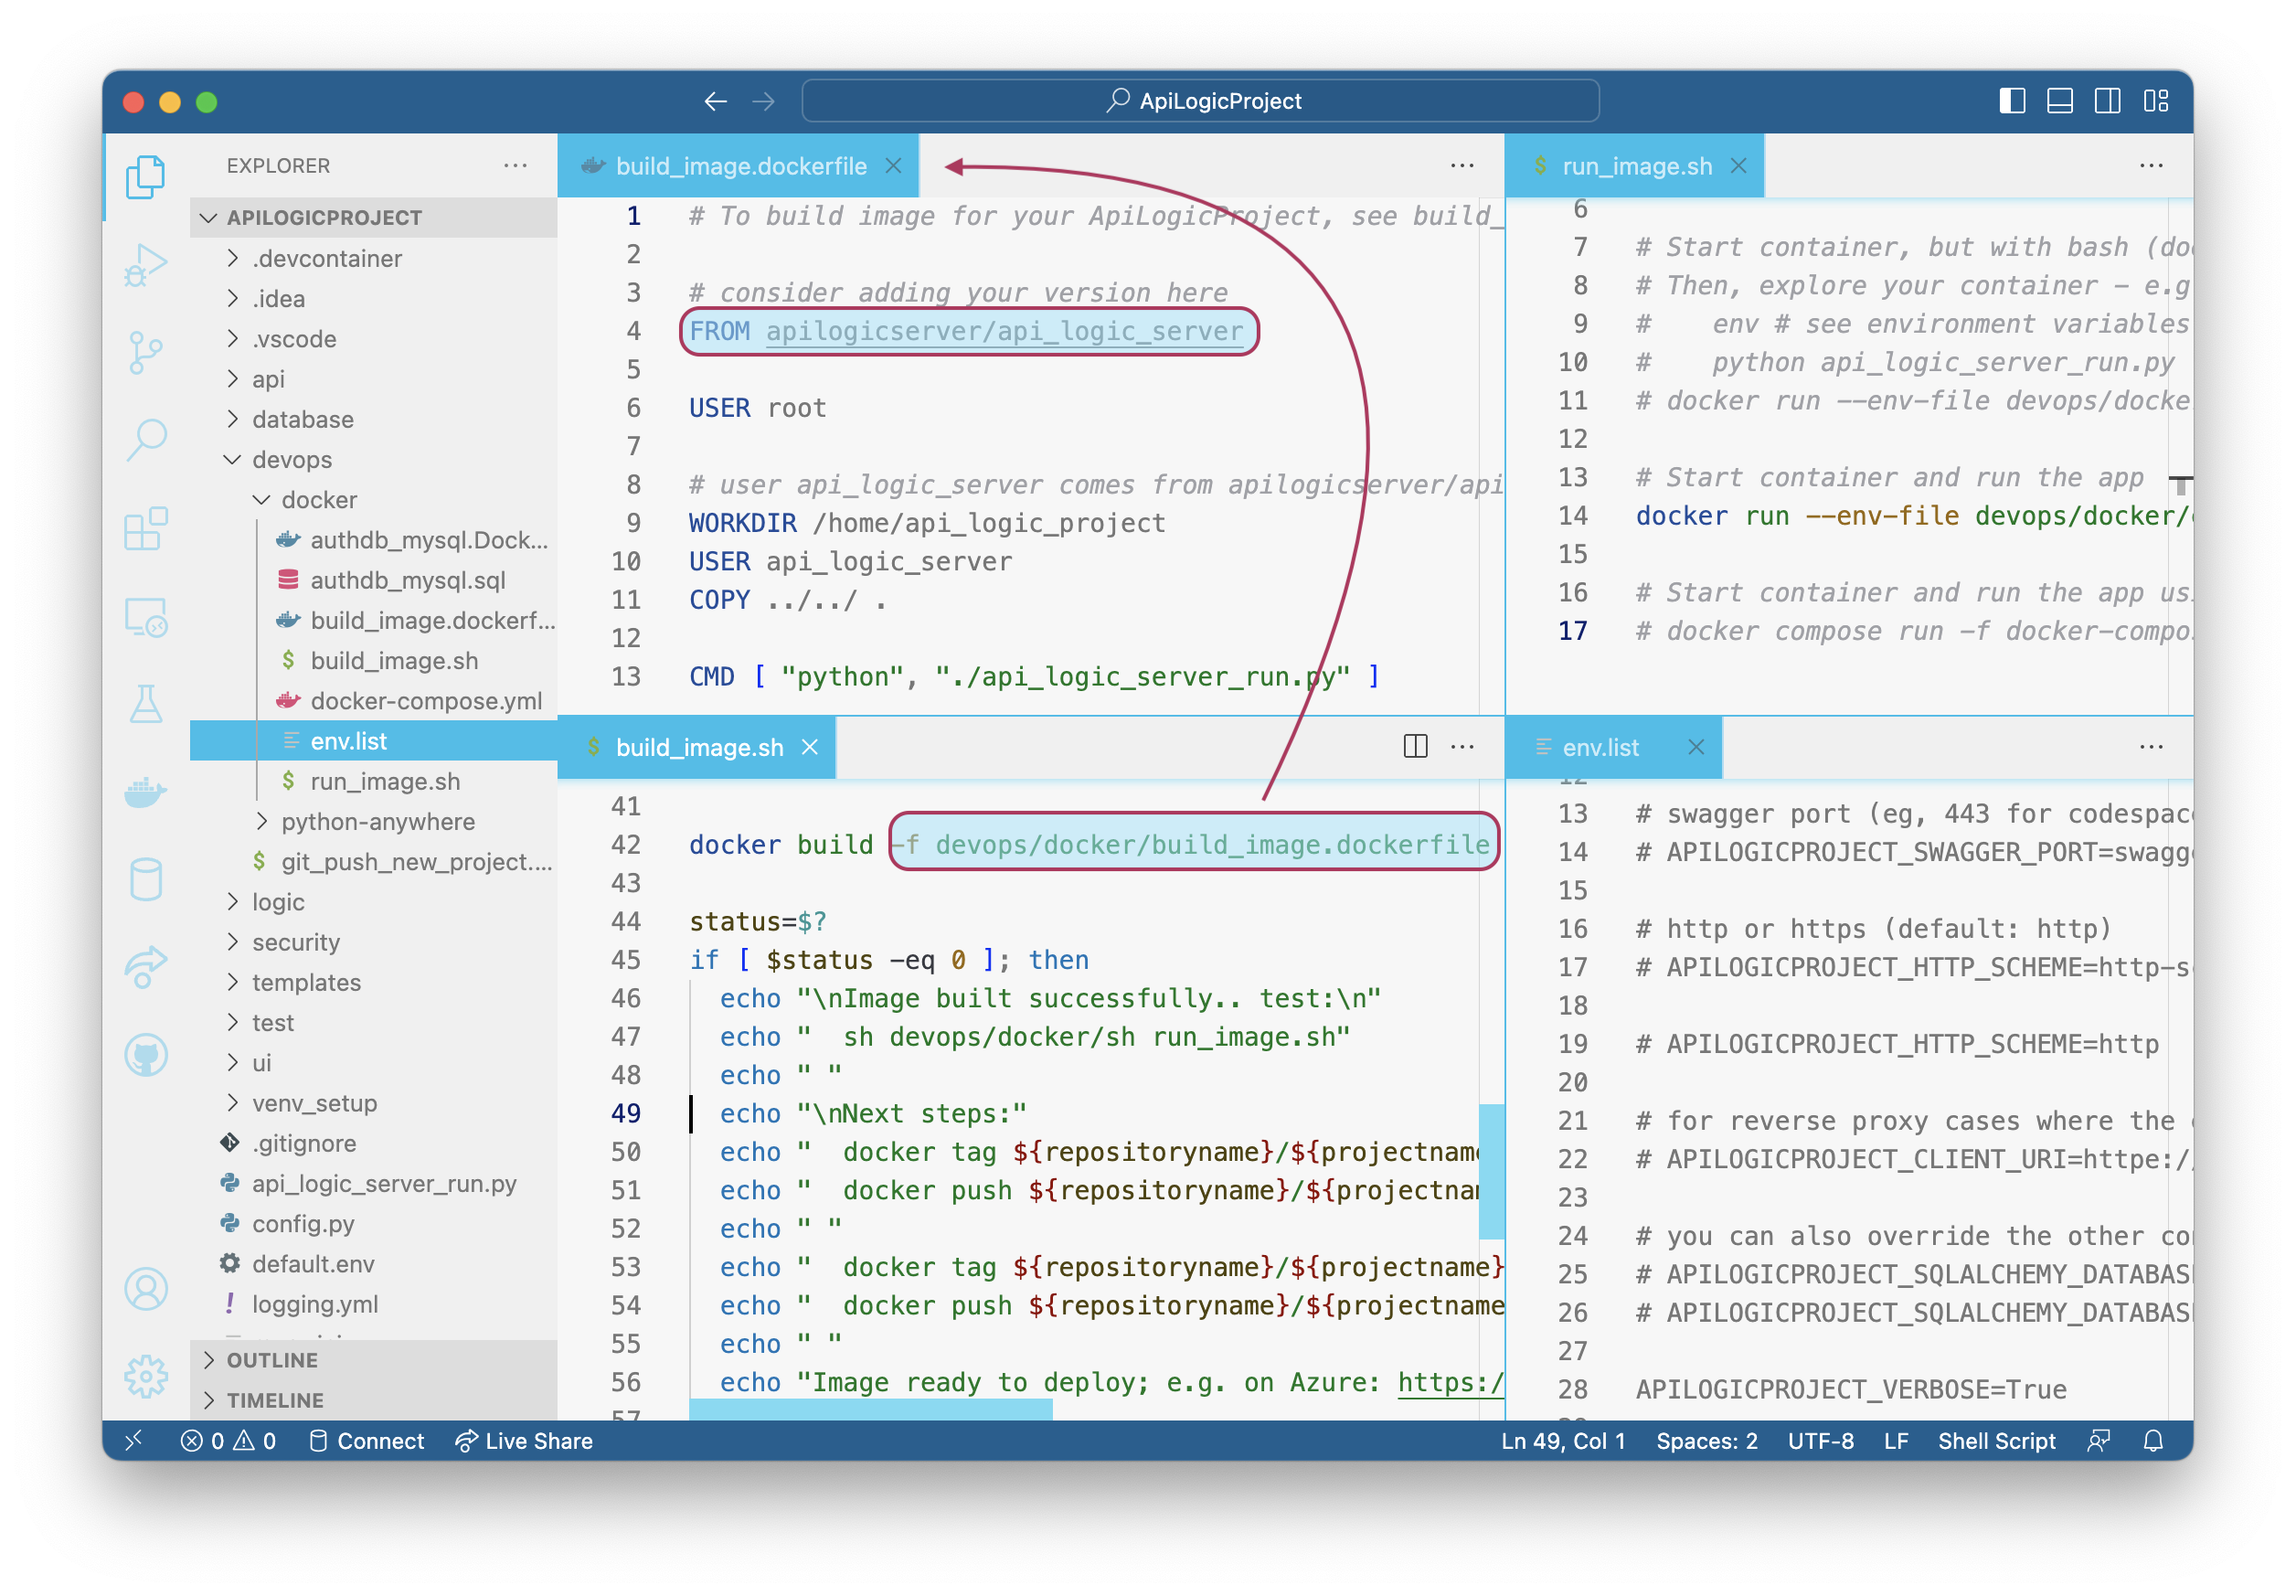 ApiLogicProject
EXPLORER
APILOGICPROJECT
.devcontainer
.idea
.vscode
api
database
devops
docker
authdb_mysql.Dock...
authdb_mysql.sql
build_image.dockerf...
build_image.sh
docker-compose.yml
env.list
run_image.sh
python-anywhere
git_push_new_project....
logic
security
templates
test
ui
venv_setup
.gitignore
api_logic_server_run.py
config.py
default.env
logging.yml
OUTLINE
TIMELINE
build_image.dockerfile
1 # To build image for your ApiLogicProject, see build_
2
3 # consider adding your version here
4 FROM apilogicserver/api_logic_server
5
6 USER root
7
8 # user api_logic_server comes from apilogicserver/api
9 WORKDIR /home/api_logic_project
10 USER api_logic_server
11 COPY ../../ .
12
13 CMD [ "python", "./api_logic_server_run.py" ]
run_image.sh
6
7 # Start container, but with bash (do
8 # Then, explore your container - e.g
9 #    env # see environment variables
10 #    python api_logic_server_run.py
11 # docker run --env-file devops/docke
12
13 # Start container and run the app
14 docker run --env-file devops/docker/
15
16 # Start container and run the app us
17 # docker compose run -f docker-compo
build_image.sh
41
42 docker build -f devops/docker/build_image.dockerfile
43
44 status=$?
45 if [ $status -eq 0 ]; then
46   echo "\nImage built successfully.. test:\n"
47   echo "  sh devops/docker/sh run_image.sh"
48   echo " "
49   echo "\nNext steps:"
50   echo "  docker tag ${repositoryname}/${projectname
51   echo "  docker push ${repositoryname}/${projectna
52   echo " "
53   echo "  docker tag ${repositoryname}/${projectname}
54   echo "  docker push ${repositoryname}/${projectname
55   echo " "
56   echo "Image ready to deploy; e.g. on Azure: https:/
57
env.list
12
13 # swagger port (eg, 443 for codespac
14 # APILOGICPROJECT_SWAGGER_PORT=swagg
15
16 # http or https (default: http)
17 # APILOGICPROJECT_HTTP_SCHEME=http-s
18
19 # APILOGICPROJECT_HTTP_SCHEME=http
20
21 # for reverse proxy cases where the
22 # APILOGICPROJECT_CLIENT_URI=httpe:/
23
24 # you can also override the other co
25 # APILOGICPROJECT_SQLALCHEMY_DATABAS
26 # APILOGICPROJECT_SQLALCHEMY_DATABAS
27
28 APILOGICPROJECT_VERBOSE=True
0 0 Connect Live Share Ln 49, Col 1 Spaces: 2 UTF-8 LF Shell Script